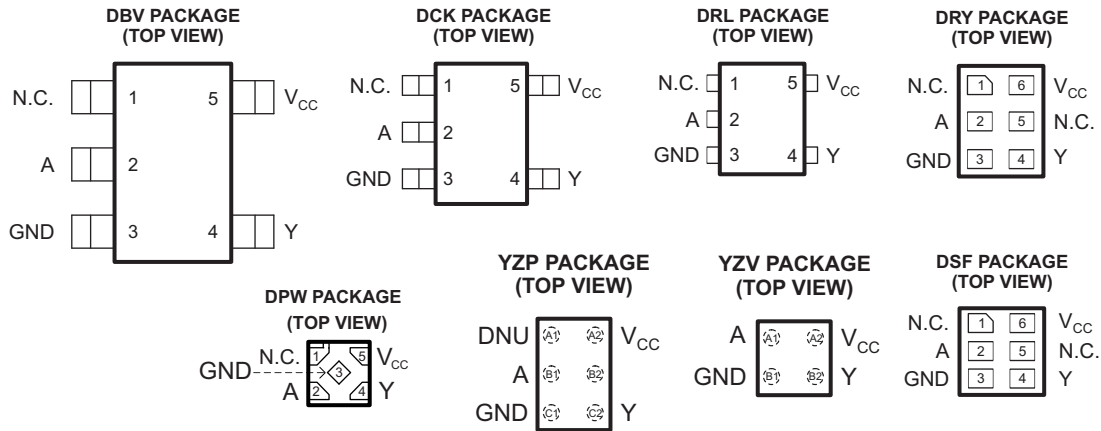 DBV PACKAGE
(TOP VIEW)
N.C. 1 5 VCC
A 2
GND 3 4 Y
DCK PACKAGE
(TOP VIEW)
N.C. 1 5 VCC
A 2
GND 3 4 Y
DRL PACKAGE
(TOP VIEW)
N.C. 1 5 VCC
A 2
GND 3 4 Y
DRY PACKAGE
(TOP VIEW)
N.C. 1 6 VCC
A 2 5 N.C.
GND 3 4 Y
DPW PACKAGE
(TOP VIEW)
N.C. 1 5 VCC
GND 3
A 2 4 Y
YZP PACKAGE
(TOP VIEW)
DNU A1 A2 VCC
A B1 B2
GND C1 C2 Y
YZV PACKAGE
(TOP VIEW)
A A1 A2 VCC
GND B1 B2 Y
DSF PACKAGE
(TOP VIEW)
N.C. 1 6 VCC
A 2 5 N.C.
GND 3 4 Y